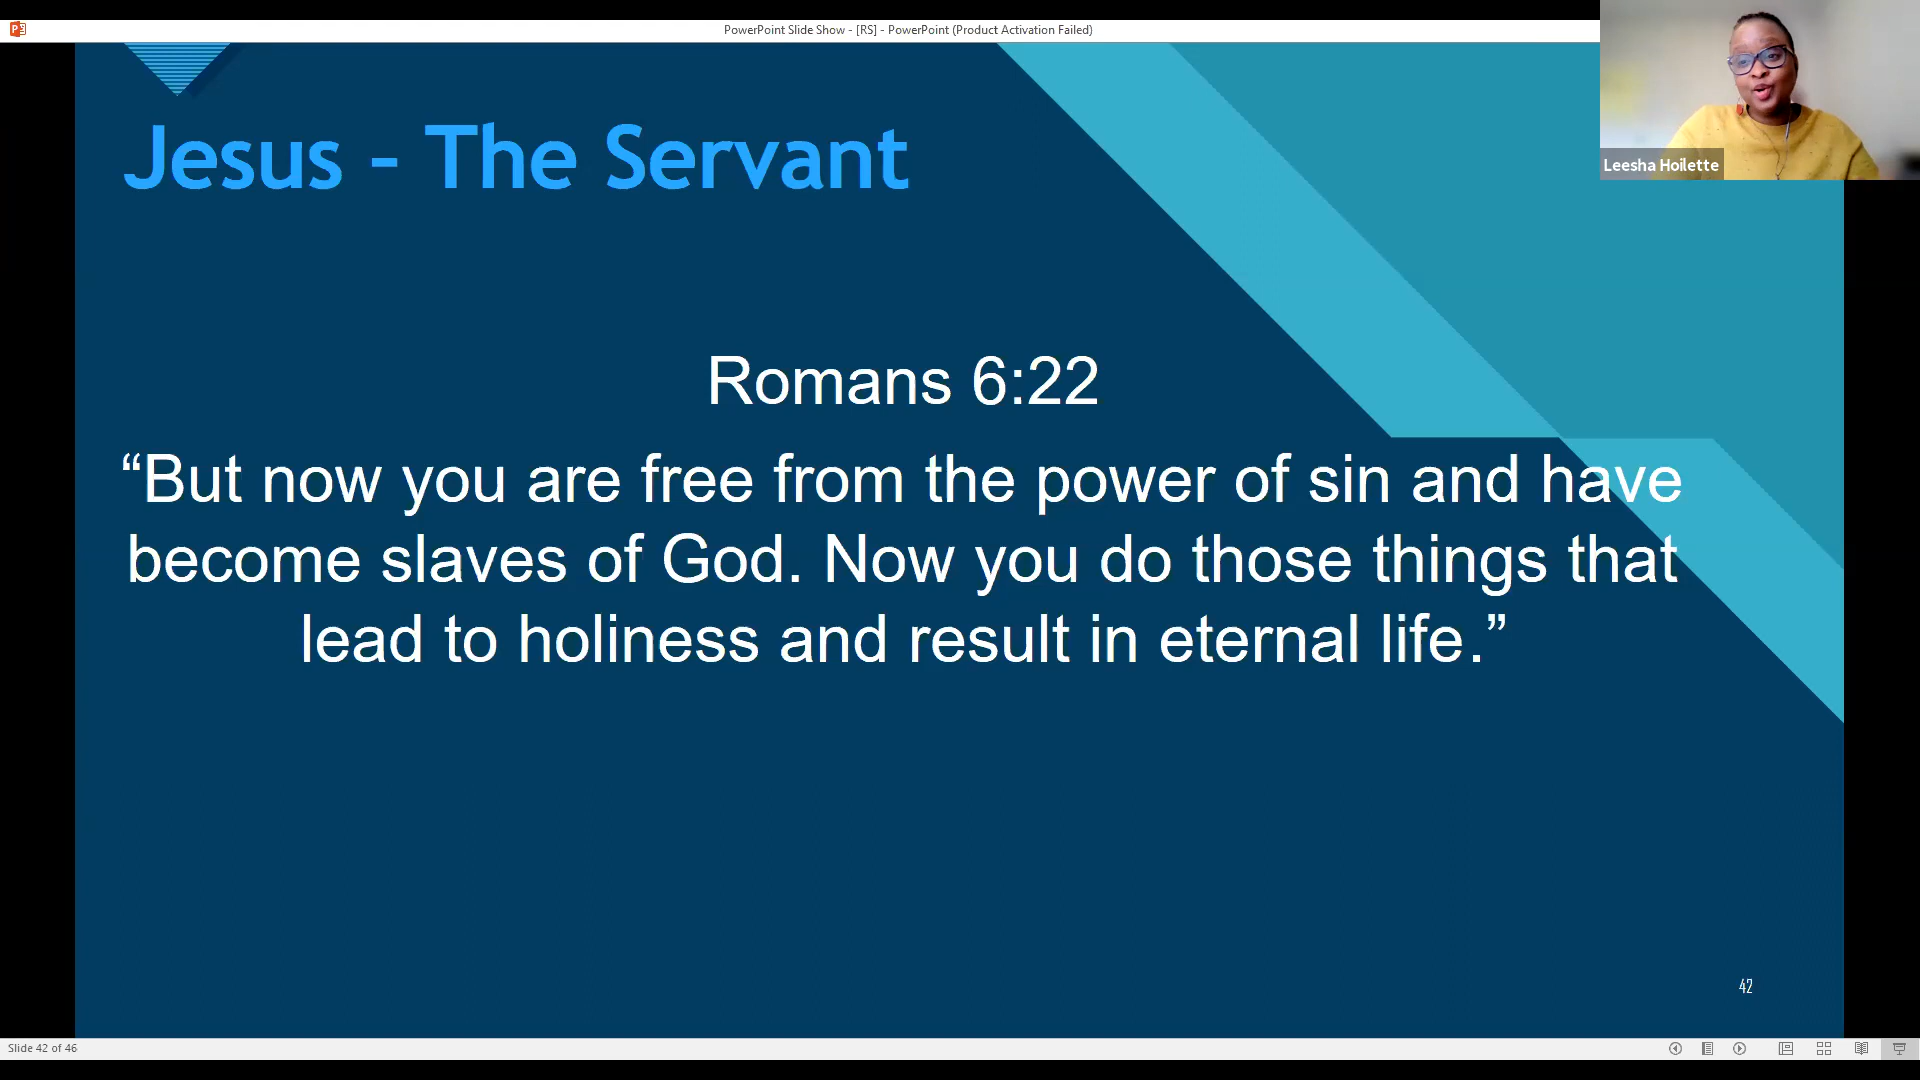 PowerPoint Slide Show - [RS] - PowerPoint (Product Activation Failed)
Leesha Hoilette
Jesus - The Servant
Romans 6:22
“But now you are free from the power of sin and have
become slaves of God. Now you do those things that
lead to holiness and result in eternal life.”
42
Slide 42 of 46